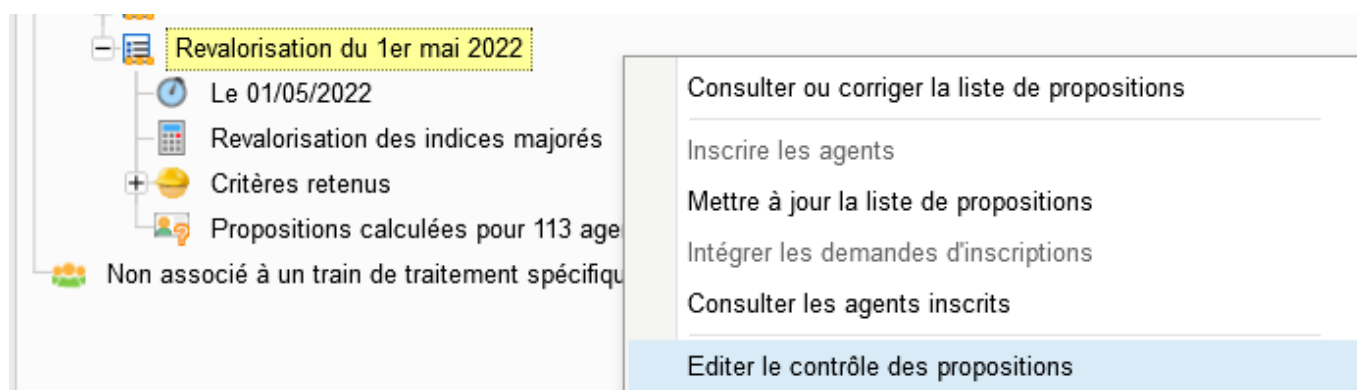 Revalorisation du 1er mai 2022
Le 01/05/2022
Revalorisation des indices majorés
Critères retenus
Propositions calculées pour 113 age
Non associé à un train de traitement spécifiqu
Consulter ou corriger la liste de propositions
Inscrire les agents
Mettre à jour la liste de propositions
Intégrer les demandes d'inscriptions
Consulter les agents inscrits
Editer le contrôle des propositions